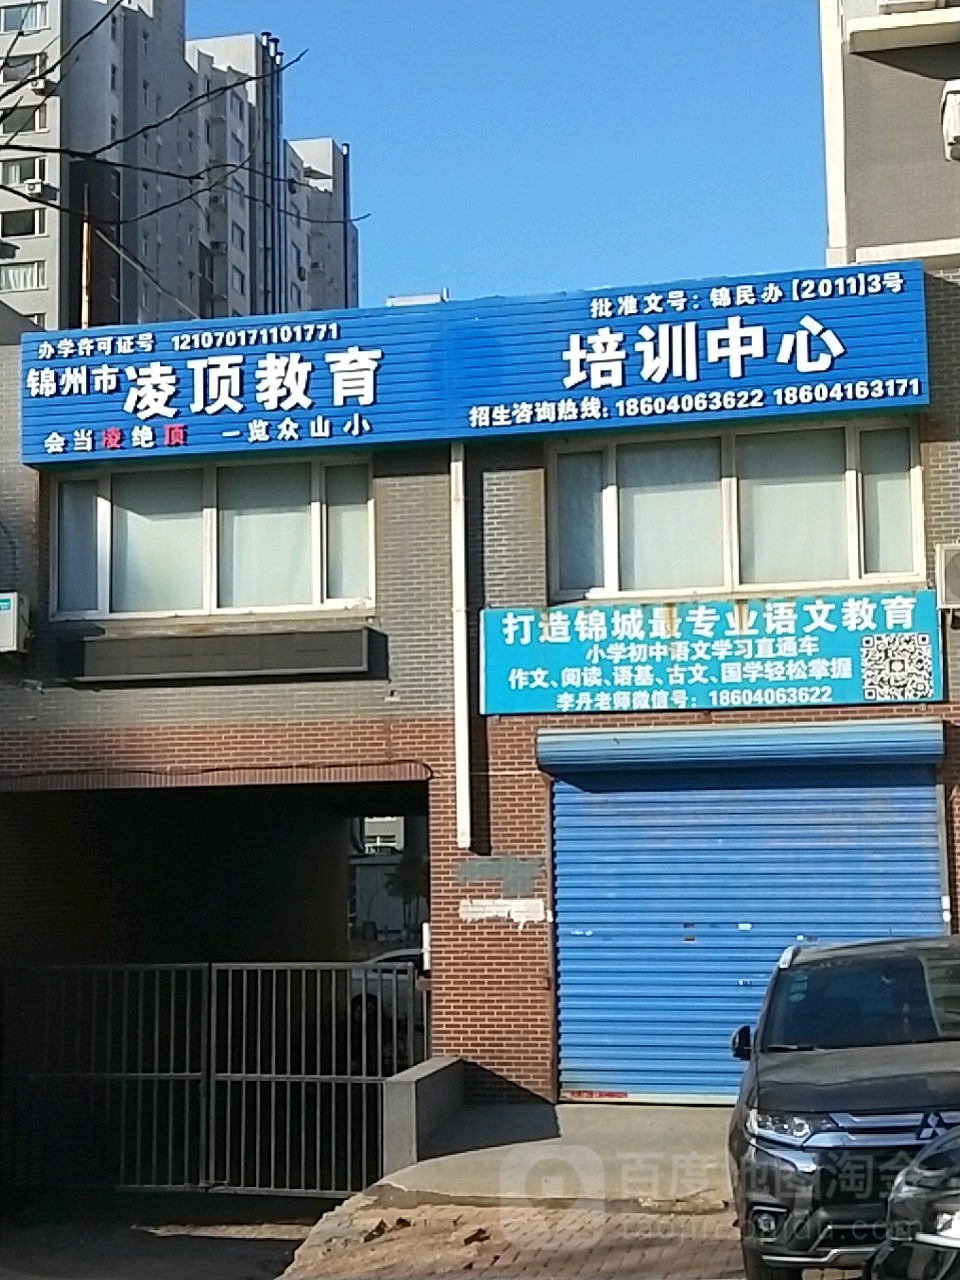 办学许可证号 121070171101771
锦州市凌顶教育
会当凌绝顶 一览众山小
批准文号：锦民办【2011】3号
培训中心
招生咨询热线：18604063622 18604163171
打造锦城最专业语文教育
小学初中语文学习直通车
作文、阅读、语基、古文、国学轻松掌握
李丹老师微信号：18604063622
百度地图淘金
taojin.baidu.com